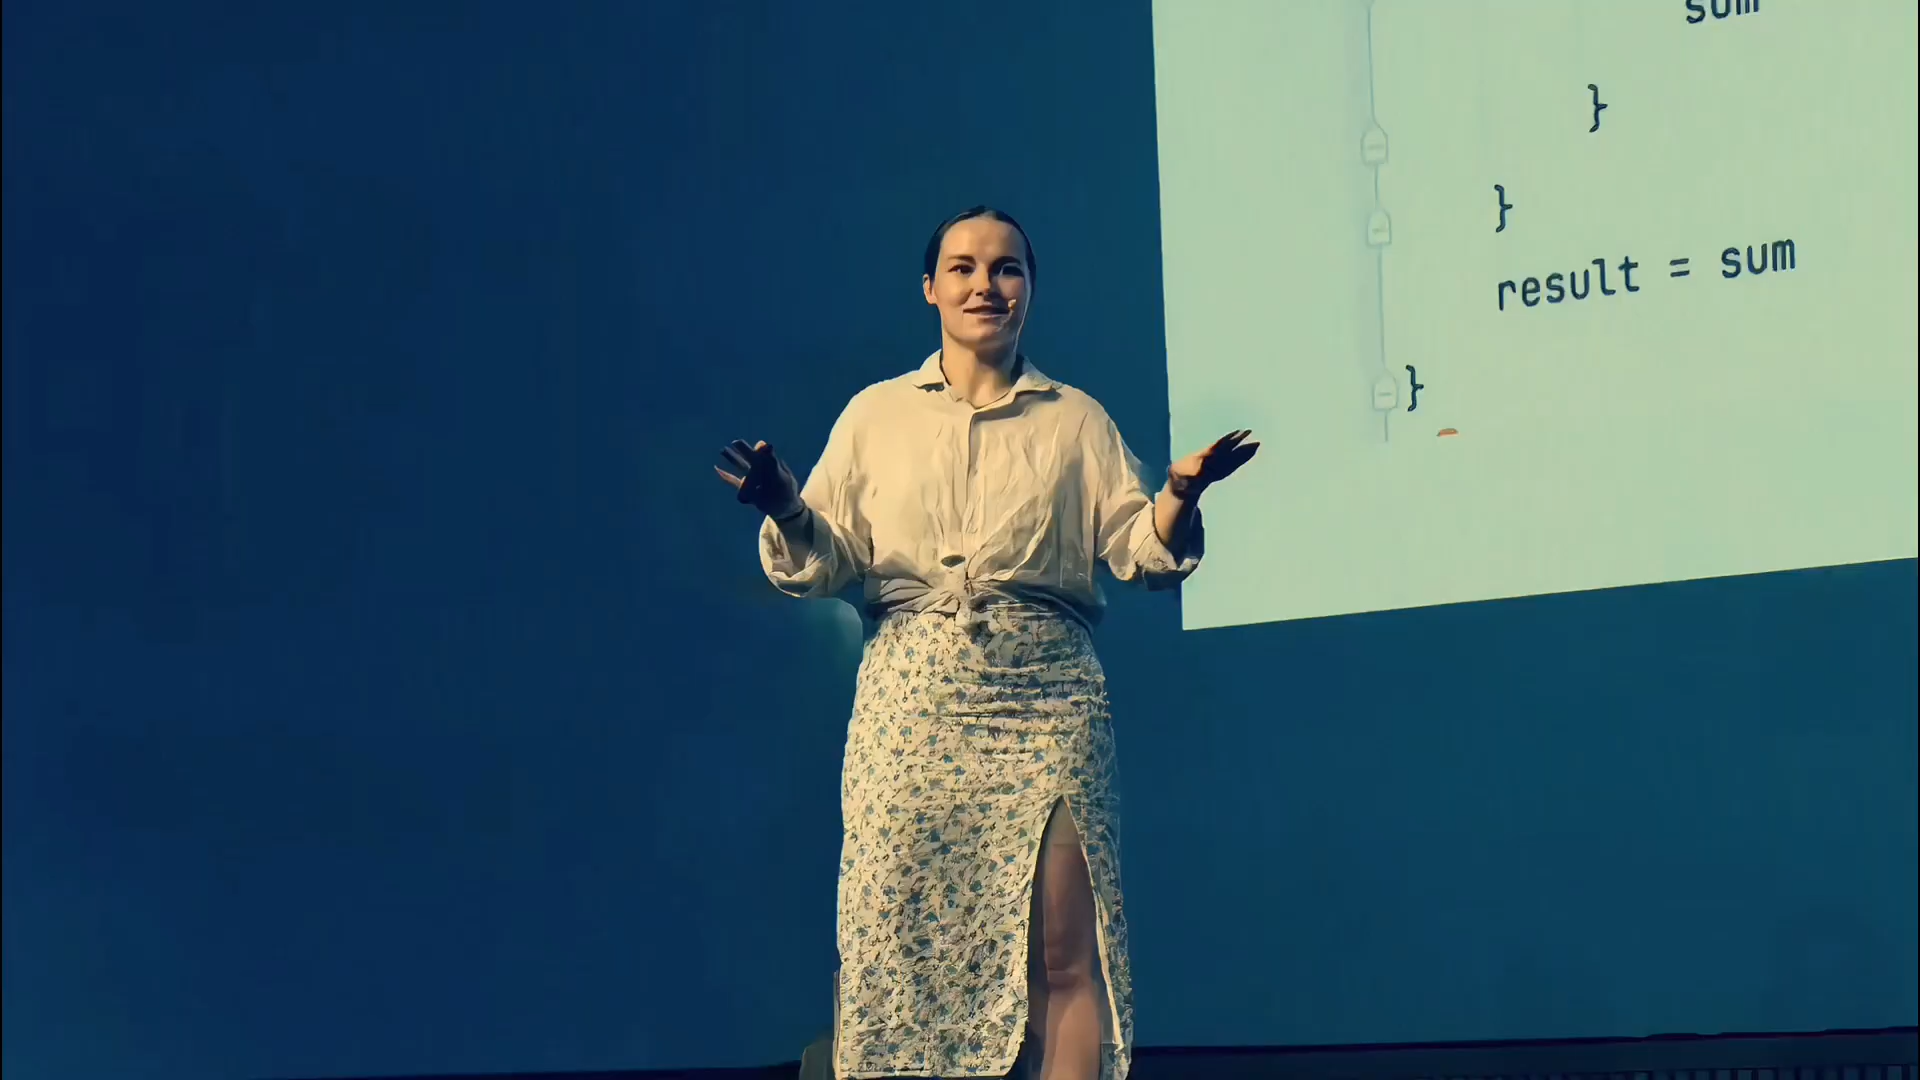 sum
}
}
result = sum
}